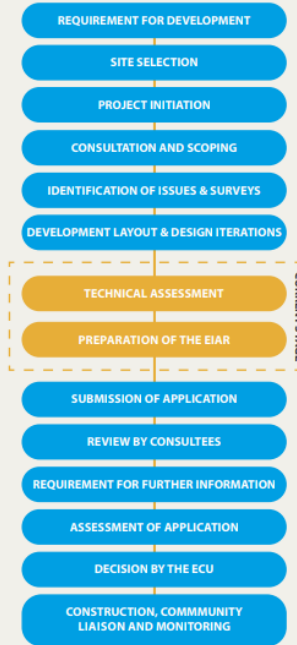 REQUIREMENT FOR DEVELOPMENT
SITE SELECTION
PROJECT INITIATION
CONSULTATION AND SCOPING
IDENTIFICATION OF ISSUES & SURVEYS
DEVELOPMENT LAYOUT & DESIGN ITERATIONS
TECHNICAL ASSESSMENT
PREPARATION OF THE EIAR
SUBMISSION OF APPLICATION
REVIEW BY CONSULTEES
REQUIREMENT FOR FURTHER INFORMATION
ASSESSMENT OF APPLICATION
DECISION BY THE ECU
CONSTRUCTION, COMMMUNITY
LIAISON AND MONITORING